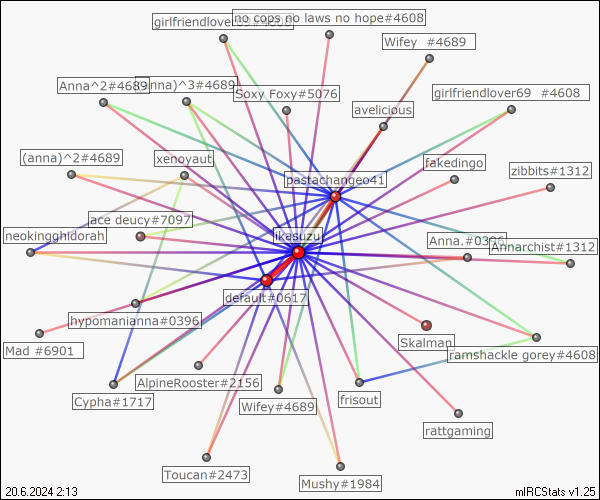 no cops no laws no hope#4608
girlfriendlover69#4608
Wifey  #4689
Anna^2#4689
(anna)^3#4689
Soxy Foxy#5076
girlfriendlover69  #4608
avelicious
(anna)^2#4689
xenoyaut
fakedingo
zibbits#1312
pastachangeo41
ace deucy#7097
neokingghidorah
likasuzu
Anna.#0396
Annarchist#1312
default#0617
hypomanianna#0396
Mad #6901
Skalman
ramshackle gorey#4608
AlpineRooster#2156
Cypha#1717
Wifey#4689
frisout
rattgaming
Toucan#2473
Mushy#1984
20.6.2024 2:13
mIRCStats v1.25